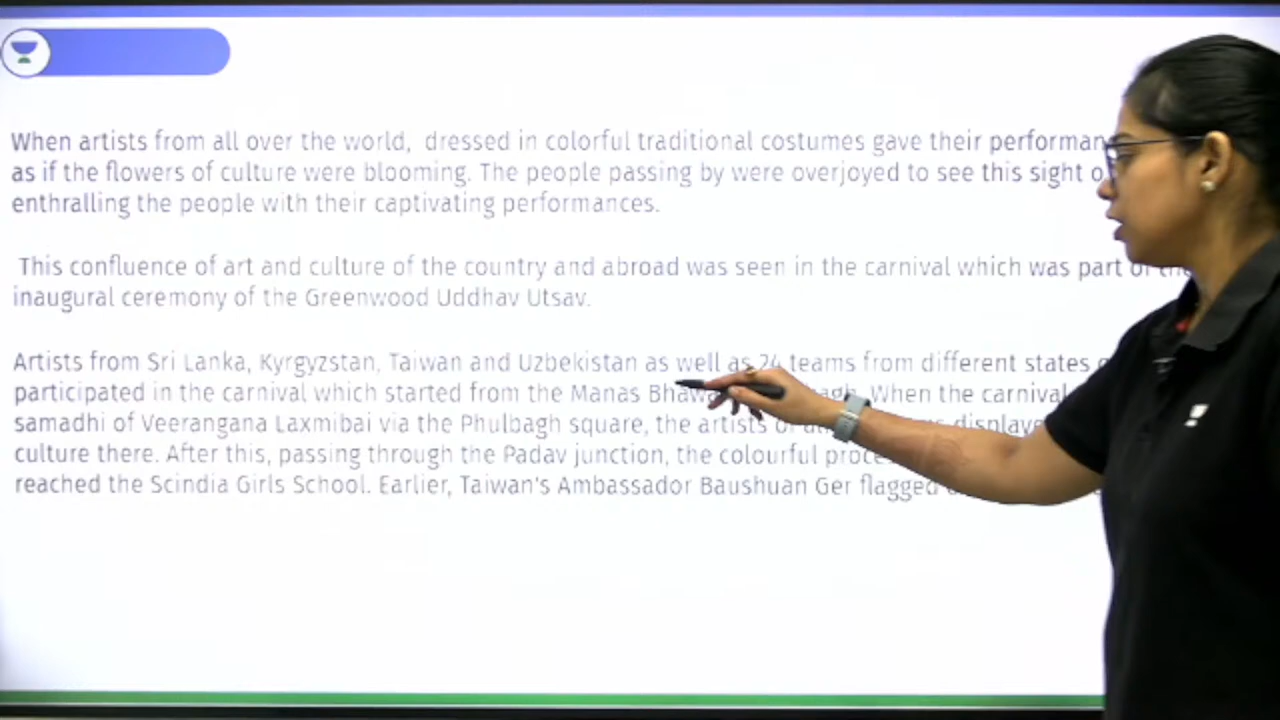 When artists from all over the world, dressed in colorful traditional costumes gave their
as if the flowers of culture were blooming. The people passing by were overjoyed to see this sight
enthralling the people with their captivating performances.
This confluence of art and culture of the country and abroad was seen in the carnival which was part of the
inaugural ceremony of the Greenwood Uddhav Utsav.
Artists from Sri Lanka, Kyrgyzstan, Taiwan and Uzbekistan as well as 24 teams from different states
participated in the carnival which started from the Manas When the carnival
samadhi of Veerangana Laxmibai via the Phulbagh square, the artists
culture there. After this, passing through the Padav junction, the colourful
reached the Scindia Girls School. Earlier, Taiwan's Ambassador Baushuan Ger flagged